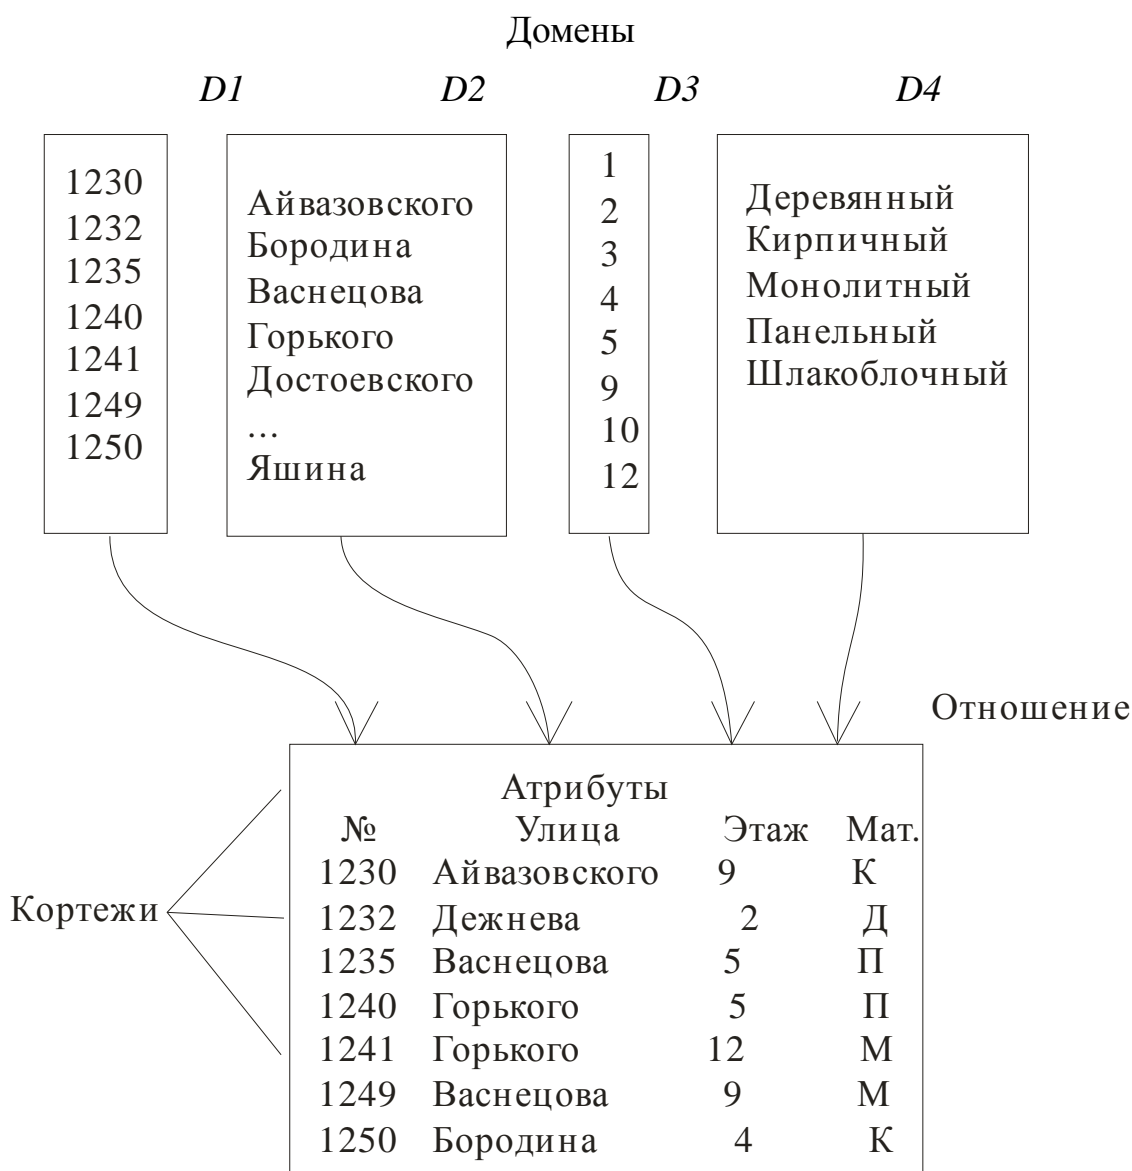 Домены
D1 D2 D3 D4
1230
1232
1235
1240
1241
1249
1250
Айвазовского
Бородина
Васнецова
Горького
Достоевского
...
Яшина
1
2
3
4
5
9
10
12
Деревянный
Кирпичный
Монолитный
Панельный
Шлакоблочный
Отношение
Атрибуты
№ Улица Этаж Мат.
1230 Айвазовского 9 К
Кортежи
1232 Дежнева 2 Д
1235 Васнецова 5 П
1240 Горького 5 П
1241 Горького 12 М
1249 Васнецова 9 М
1250 Бородина 4 К